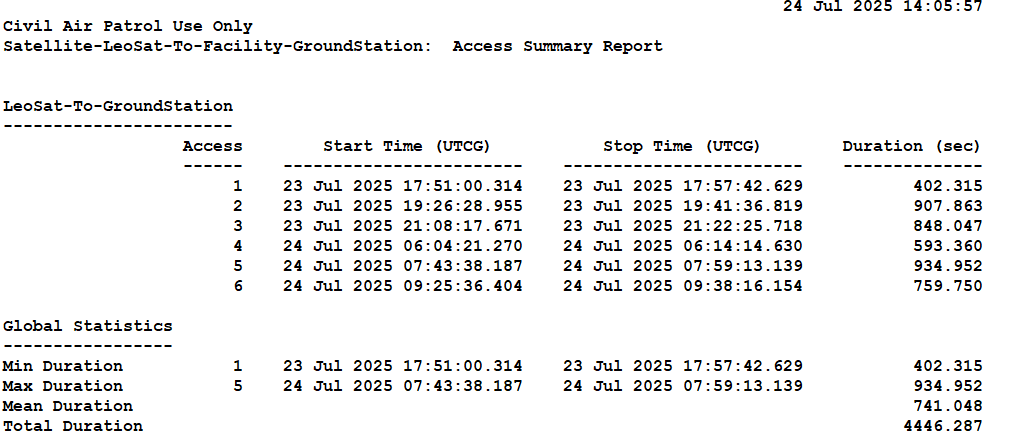 24 Jul 2025 14:05:57
Civil Air Patrol Use Only
Satellite-LeoSat-To-Facility-GroundStation:  Access Summary Report
LeoSat-To-GroundStation
-----------------------
Access        Start Time (UTCG)           Stop Time (UTCG)        Duration (sec)
------    ------------------------    ------------------------    --------------
1    23 Jul 2025 17:51:00.314    23 Jul 2025 17:57:42.629           402.315
2    23 Jul 2025 19:26:28.955    23 Jul 2025 19:41:36.819           907.863
3    23 Jul 2025 21:08:17.671    23 Jul 2025 21:22:25.718           848.047
4    24 Jul 2025 06:04:21.270    24 Jul 2025 06:14:14.630           593.360
5    24 Jul 2025 07:43:38.187    24 Jul 2025 07:59:13.139           934.952
6    24 Jul 2025 09:25:36.404    24 Jul 2025 09:38:16.154           759.750
Global Statistics
-----------------
Min Duration           1    23 Jul 2025 17:51:00.314    23 Jul 2025 17:57:42.629           402.315
Max Duration           5    24 Jul 2025 07:43:38.187    24 Jul 2025 07:59:13.139           934.952
Mean Duration                                                                              741.048
Total Duration                                                                            4446.287